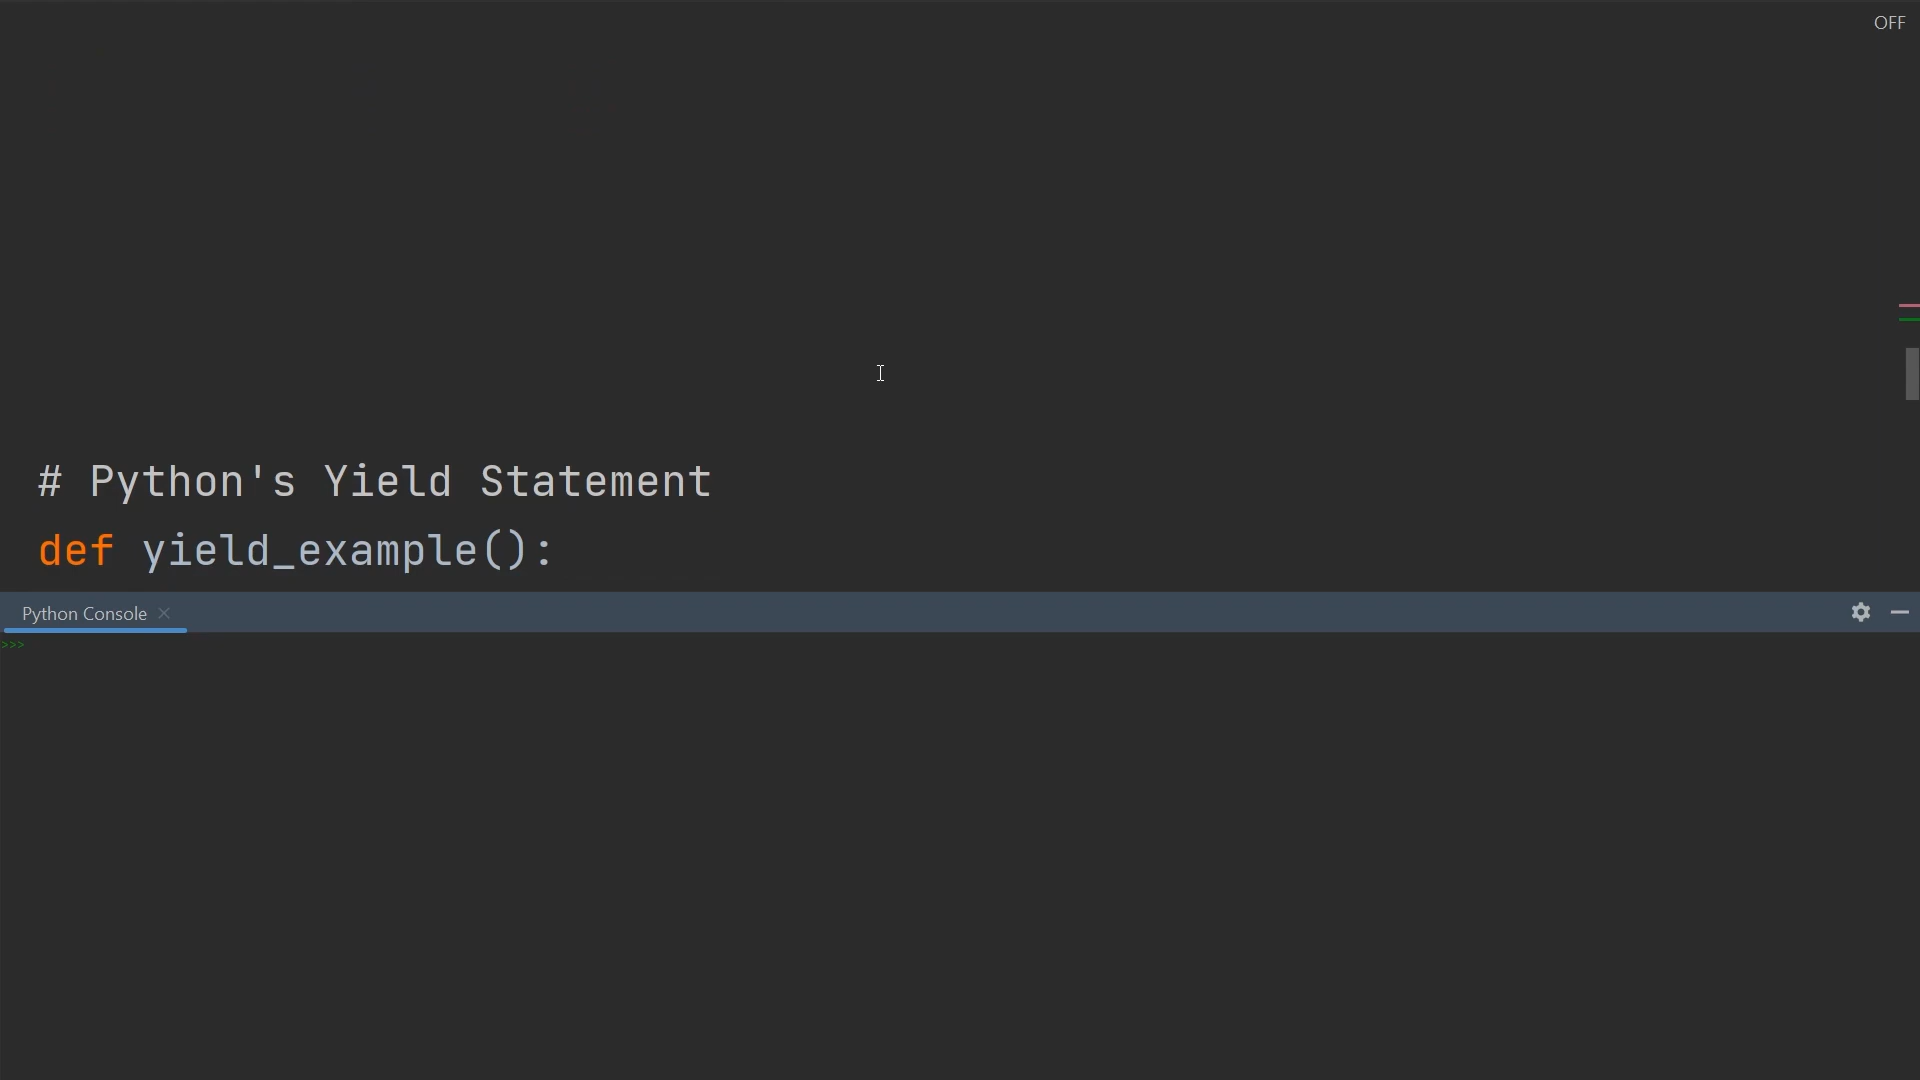 OFF
# Python's Yield Statement
def yield_example():
Python Console
>>>